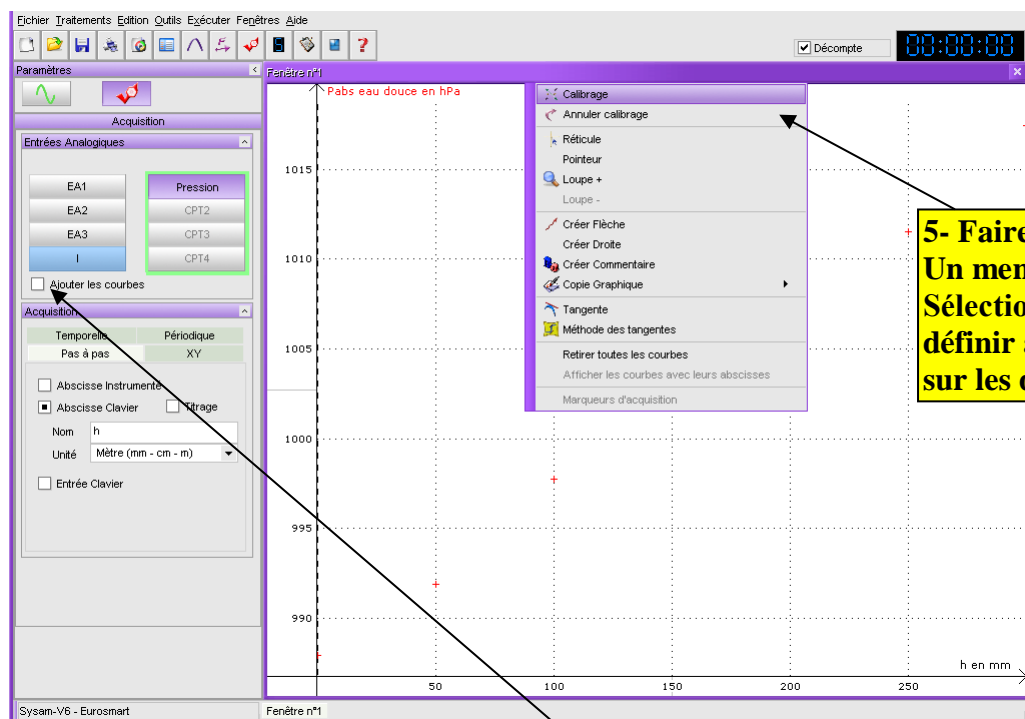 Fichier Traitements Edition Outils Exécuter Fenêtres Aide
Décompte
00:00:00
Paramètres
Fenêtre n°1
Acquisition
Entrées Analogiques
EA1 Pression
EA2 CPT2
EA3 CPT3
I CPT4
Ajouter les courbes
Acquisition
Temporelle Périodique
Pas à pas XY
Abscisse Instrumenté
Abscisse Clavier Titrage
Nom h
Unité Mètre (mm - cm - m)
Entrée Clavier
Pabs eau douce en hPa
1015
1010
1005
1000
995
990
50 100 150 200 250
h en mm
Calibrage
Annuler calibrage
Réticule
Pointeur
Loupe +
Loupe -
Créer Flèche
Créer Droite
Créer Commentaire
Copie Graphique
Tangente
Méthode des tangentes
Retirer toutes les courbes
Afficher les courbes avec leurs abscisses
Marqueurs d'acquisition
5- Faire
Un men
Sélectio
définir
sur les
Sysam-V6 - Eurosmart
Fenêtre n°1